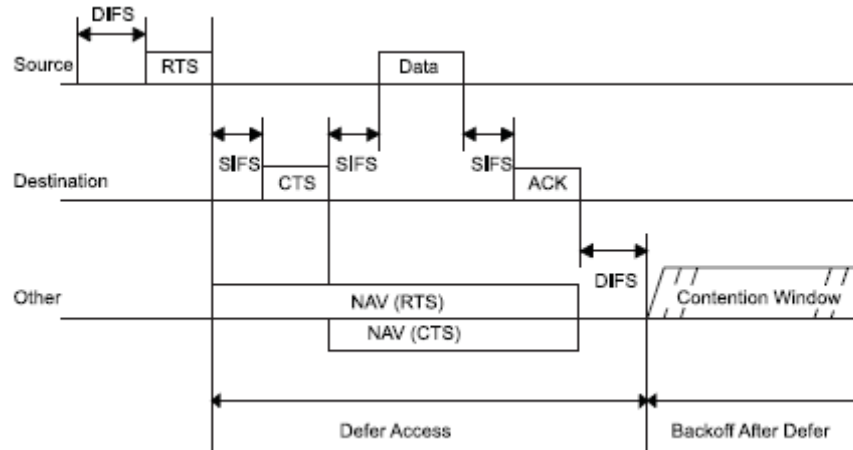 DIFS
Source
RTS
Data
SIFS
SIFS
SIFS
Destination
CTS
ACK
DIFS
Other
NAV (RTS)
Contention Window
NAV (CTS)
Defer Access
Backoff After Defer